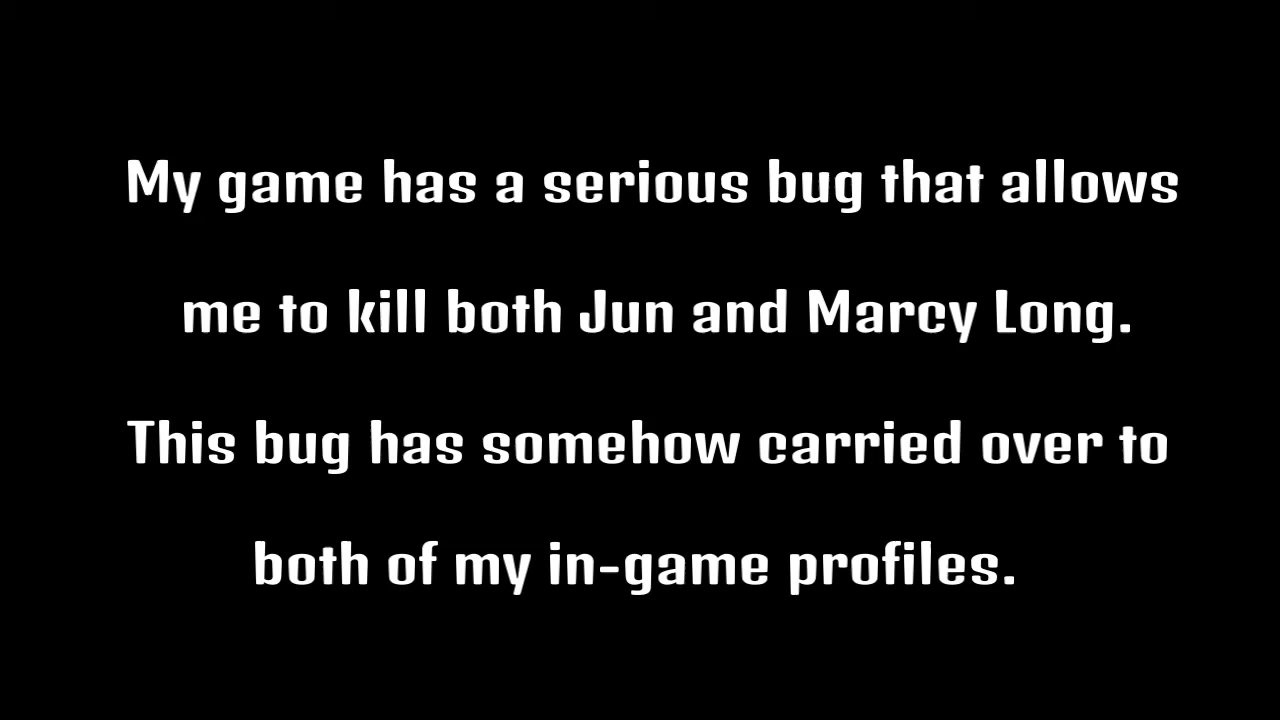 My game has a serious bug that allows
me to kill both Jun and Marcy Long.
This bug has somehow carried over to
both of my in-game profiles.